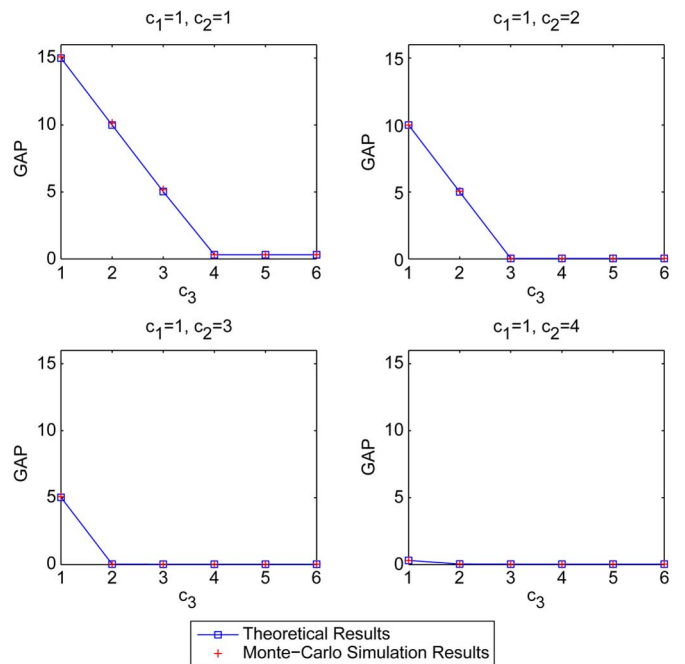 c1=1, c2=1
15
10
5
0
GAP
1 2 3 4 5 6
c3
c1=1, c2=2
15
10
5
0
GAP
1 2 3 4 5 6
c3
c1=1, c2=3
15
10
5
0
GAP
1 2 3 4 5 6
c3
c1=1, c2=4
15
10
5
0
GAP
1 2 3 4 5 6
c3
Theoretical Results
Monte−Carlo Simulation Results